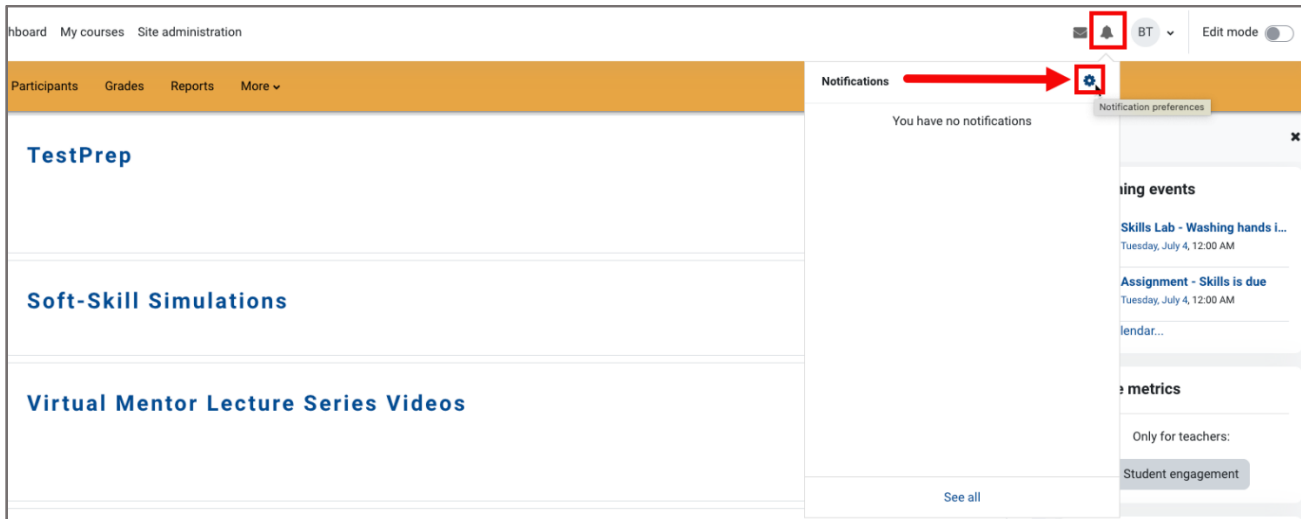 hboard My courses Site administration
BT
Edit mode
Participants Grades Reports More
Notifications
Notification preferences
You have no notifications
TestPrep
ning events
Skills Lab - Washing hands i...
Tuesday, July 4, 12:00 AM
Assignment - Skills is due
Tuesday, July 4, 12:00 AM
lendar...
Soft-Skill Simulations
Virtual Mentor Lecture Series Videos
metrics
Only for teachers:
Student engagement
See all